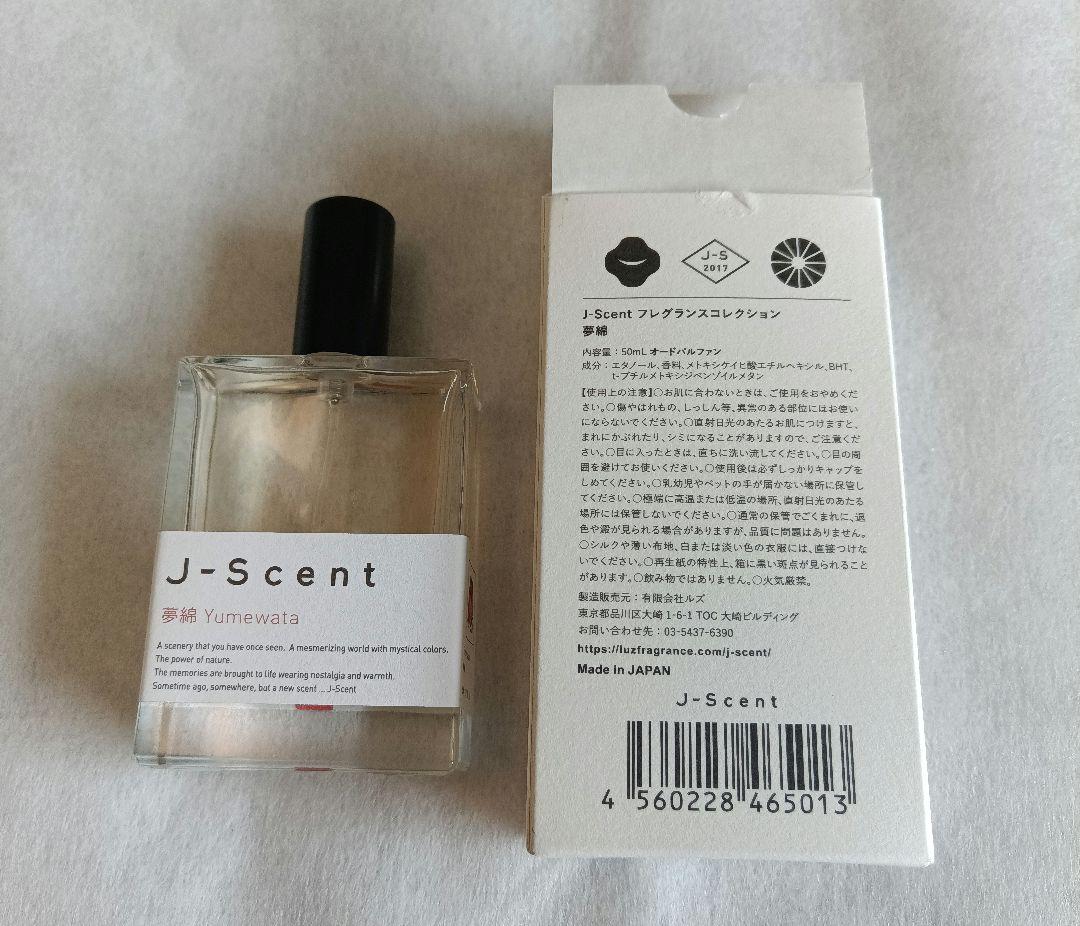 J-Scent
夢綿 Yumewata
A scenery that you have once seen. A mesmerizing world with mystical colors.
The power of nature.
The memories are brought to life wearing nostalgia and warmth.
Sometime ago, somewhere, but a new scent ... J-Scent
J-S
2017
J-Scent フレグランスコレクション
夢綿
内容量：50mL オードパルファン
成分：エタノール、香料、メトキシケイヒ酸エチルヘキシル、BHT、
t-ブチルメトキシジベンゾイルメタン
【使用上の注意】○お肌に合わないときは、ご使用をおやめくだ
さい。○傷やはれもの、しっしん等、異常のある部位にはお使い
にならないでください。○直射日光のあたるお肌につけますと、
まれにかぶれたり、シミになることがありますので、ご注意くだ
さい。○目に入ったときは、直ちに洗い流してください。○目の周
囲を避けてお使いください。○使用後は必ずしっかりキャップを
しめてください。○乳幼児やペットの手が届かない場所に保管し
てください。○極端に高温または低温の場所、直射日光のあたる
場所には保管しないでください。○通常の保管でごくまれに、退
色や澱が見られる場合がありますが、品質に問題はありません。
○シルクや薄い布地、白または淡い色の衣服には、直接つけな
いでください。○再生紙の特性上、箱に黒い斑点が見られること
があります。○飲み物ではありません。○火気厳禁。
製造販売元：有限会社ルズ
東京都品川区大崎 1-6-1 TOC 大崎ビルディング
お問い合わせ先：03-5437-6390
https://luzfragrance.com/j-scent/
Made in JAPAN
J-Scent
4 560228 465013